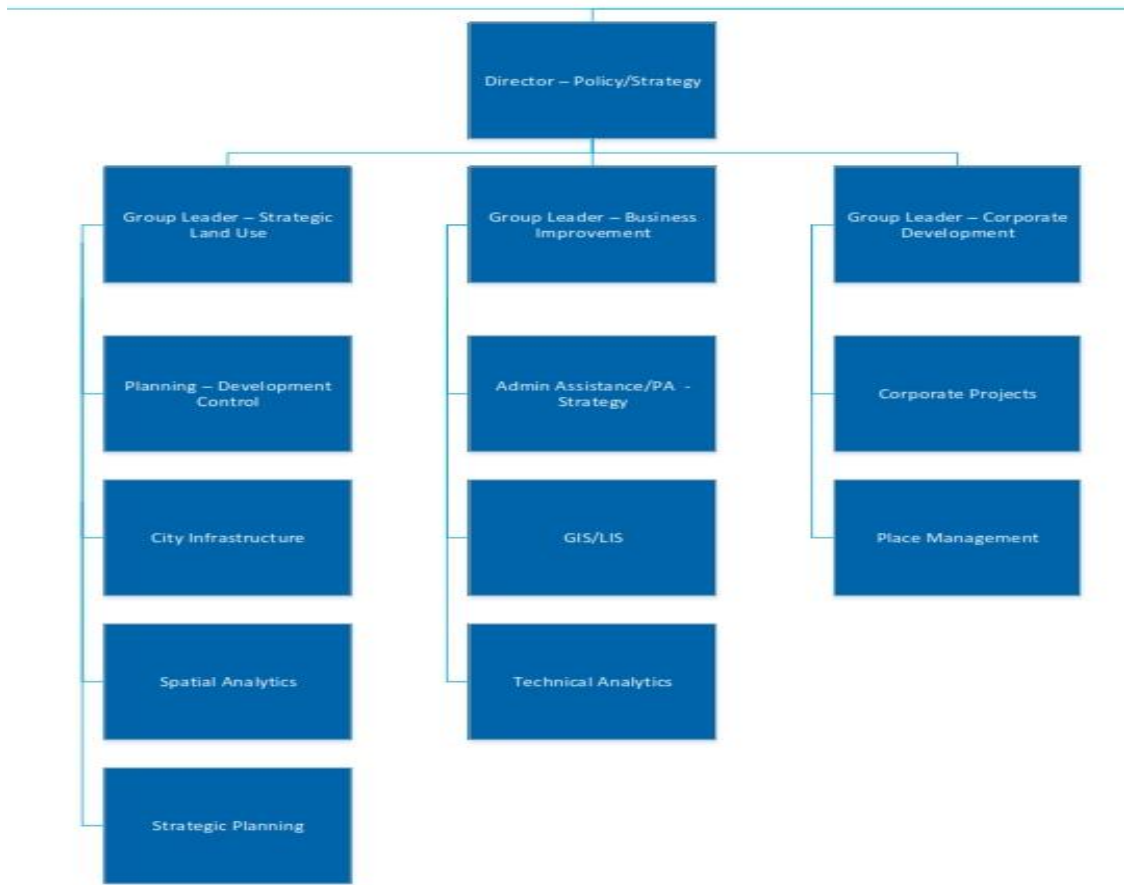 Director – Policy/Strategy
Group Leader – Strategic
Land Use
Group Leader – Business
Improvement
Group Leader – Corporate
Development
Planning – Development
Control
Admin Assistance/PA  -
Strategy
Corporate Projects
City Infrastructure
GIS/LIS
Place Management
Spatial Analytics
Technical Analytics
Strategic Planning